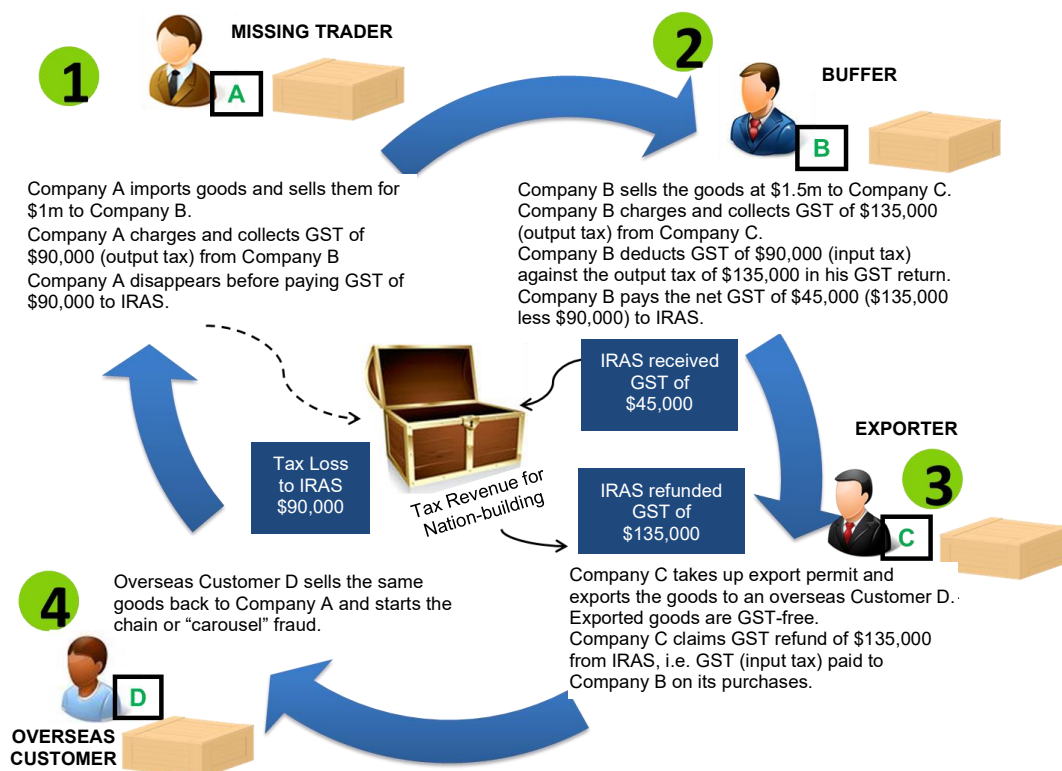 1
MISSING TRADER
A
Company A imports goods and sells them for
$1m to Company B.
Company A charges and collects GST of
$90,000 (output tax) from Company B
Company A disappears before paying GST of
$90,000 to IRAS.
2
BUFFER
B
Company B sells the goods at $1.5m to Company C.
Company B charges and collects GST of $135,000
(output tax) from Company C.
Company B deducts GST of $90,000 (input tax)
against the output tax of $135,000 in his GST return.
Company B pays the net GST of $45,000 ($135,000
less $90,000) to IRAS.
IRAS received
GST of
$45,000
Tax Loss
to IRAS
$90,000
Tax Revenue for
Nation-building
IRAS refunded
GST of
$135,000
EXPORTER
3
C
Company C takes up export permit and
exports the goods to an overseas Customer D.
Exported goods are GST-free.
Company C claims GST refund of $135,000
from IRAS, i.e. GST (input tax) paid to
Company B on its purchases.
4
Overseas Customer D sells the same
goods back to Company A and starts the
chain or “carousel” fraud.
D
OVERSEAS
CUSTOMER